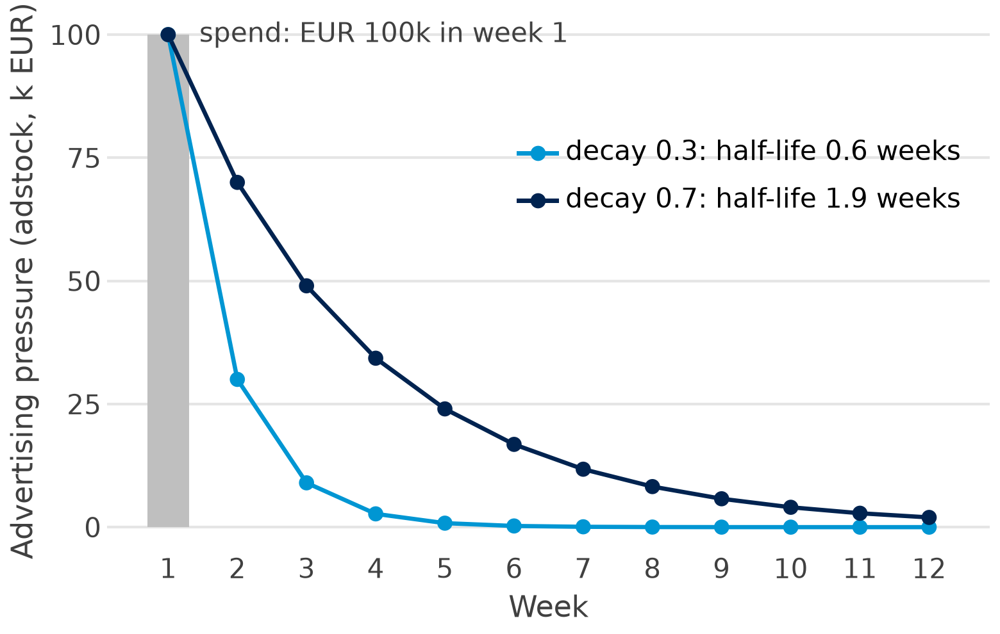 Advertising pressure (adstock, k EUR)
100
75
50
25
0
spend: EUR 100k in week 1
decay 0.3: half-life 0.6 weeks
decay 0.7: half-life 1.9 weeks
1 2 3 4 5 6 7 8 9 10 11 12
Week